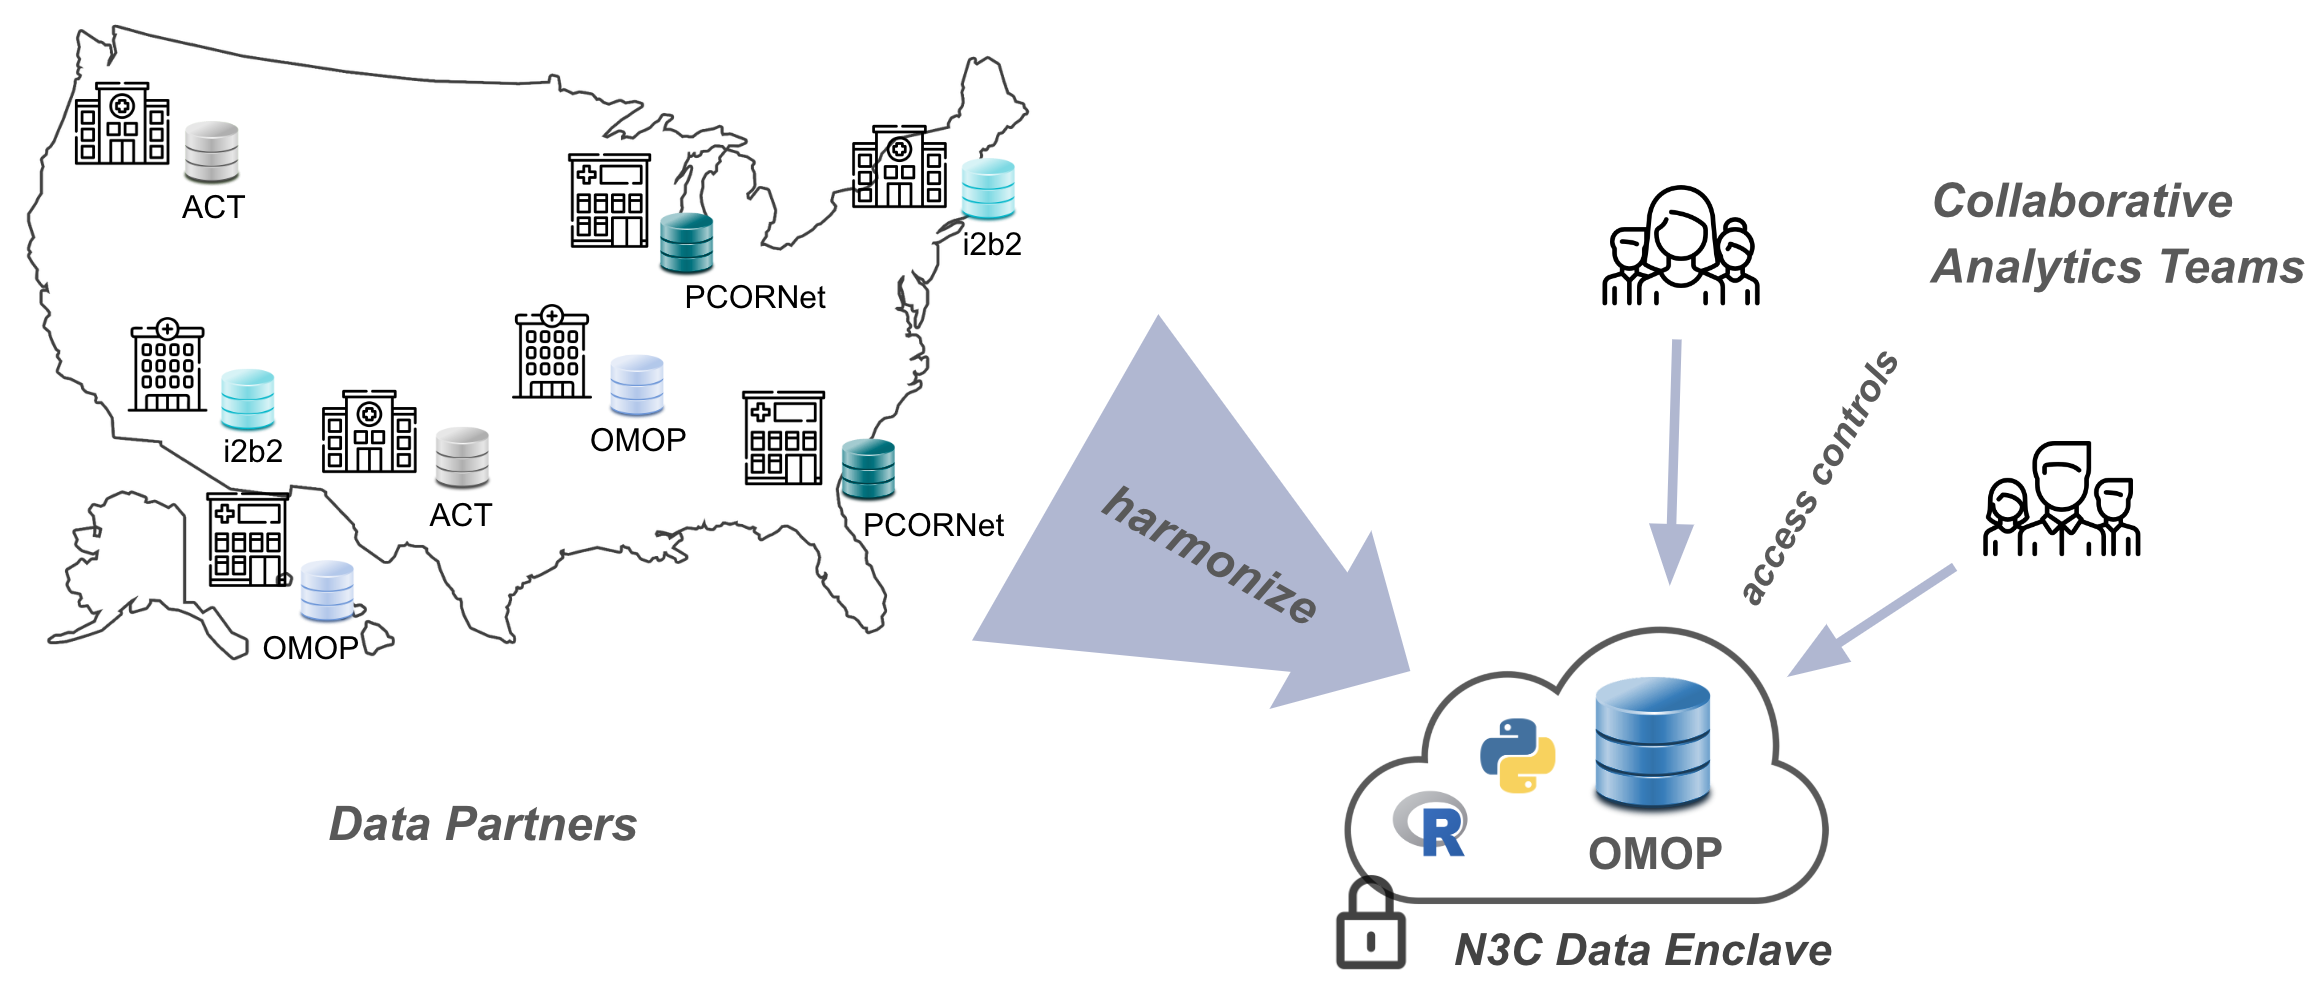 ACT
PCORNet
i2b2
i2b2
ACT
OMOP
PCORNet
OMOP
Data Partners
harmonize
Collaborative
Analytics Teams
access controls
R
OMOP
N3C Data Enclave